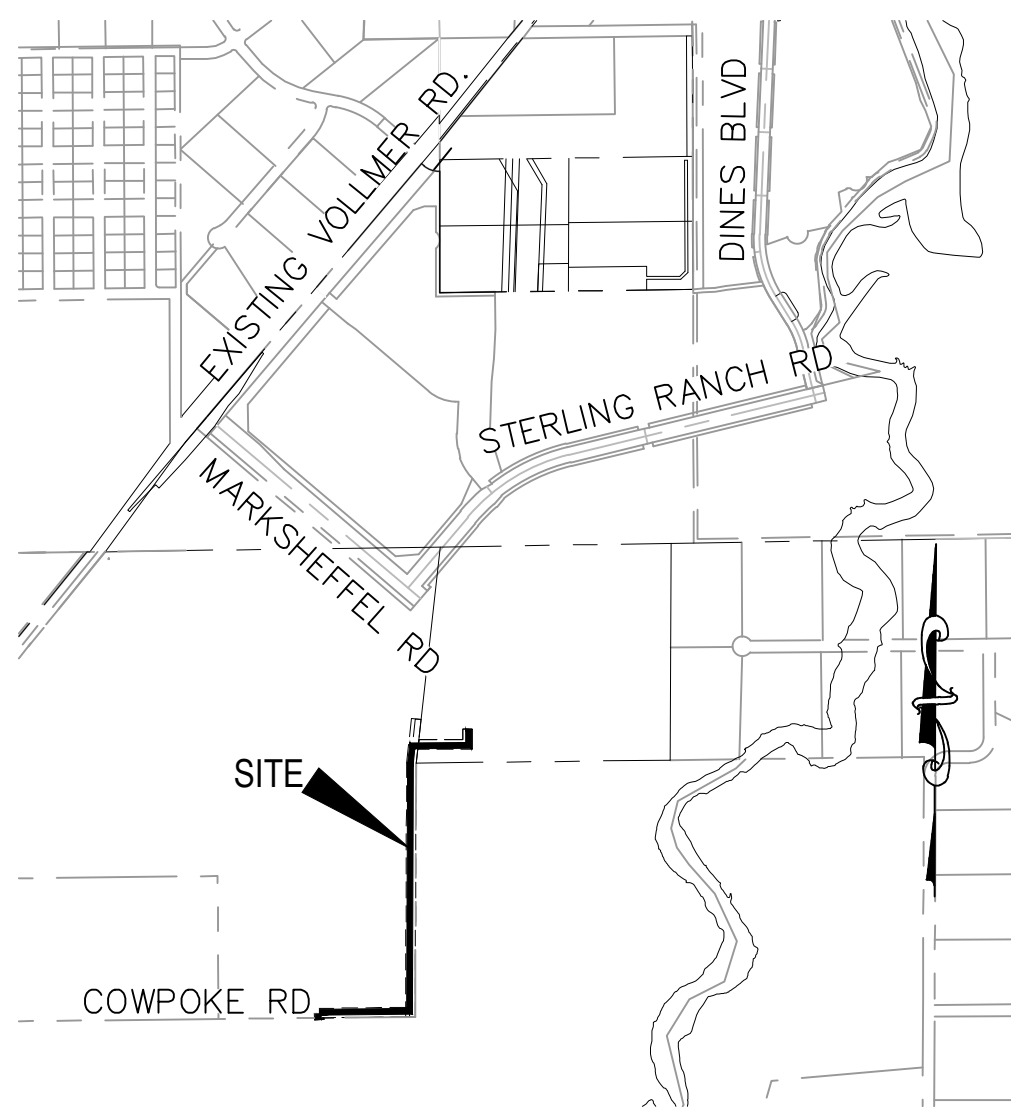 EXISTING VOLLMER RD.
DINES BLVD
STERLING RANCH RD
MARKSHEFFEL RD
SITE
COWPOKE RD